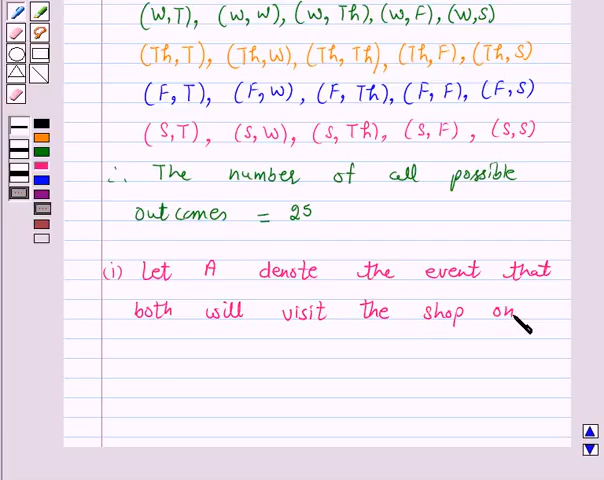 (W,T), (W,W), (W,Th), (W,F), (W,S)
(Th,T), (Th,W), (Th,Th), (Th,F), (Th,S)
(F,T), (F,W), (F,Th), (F,F), (F,S)
(S,T), (S,W), (S,Th), (S,F), (S,S)
∴ The number of all possible
outcomes = 25
(i) Let A denote the event that
both will visit the shop on